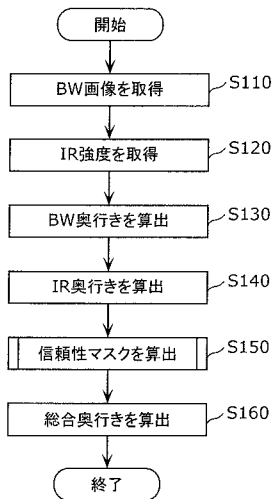 開始
BW画像を取得 S110
IR強度を取得 S120
BW奥行きを算出 S130
IR奥行きを算出 S140
信頼性マスクを算出 S150
総合奥行きを算出 S160
終了